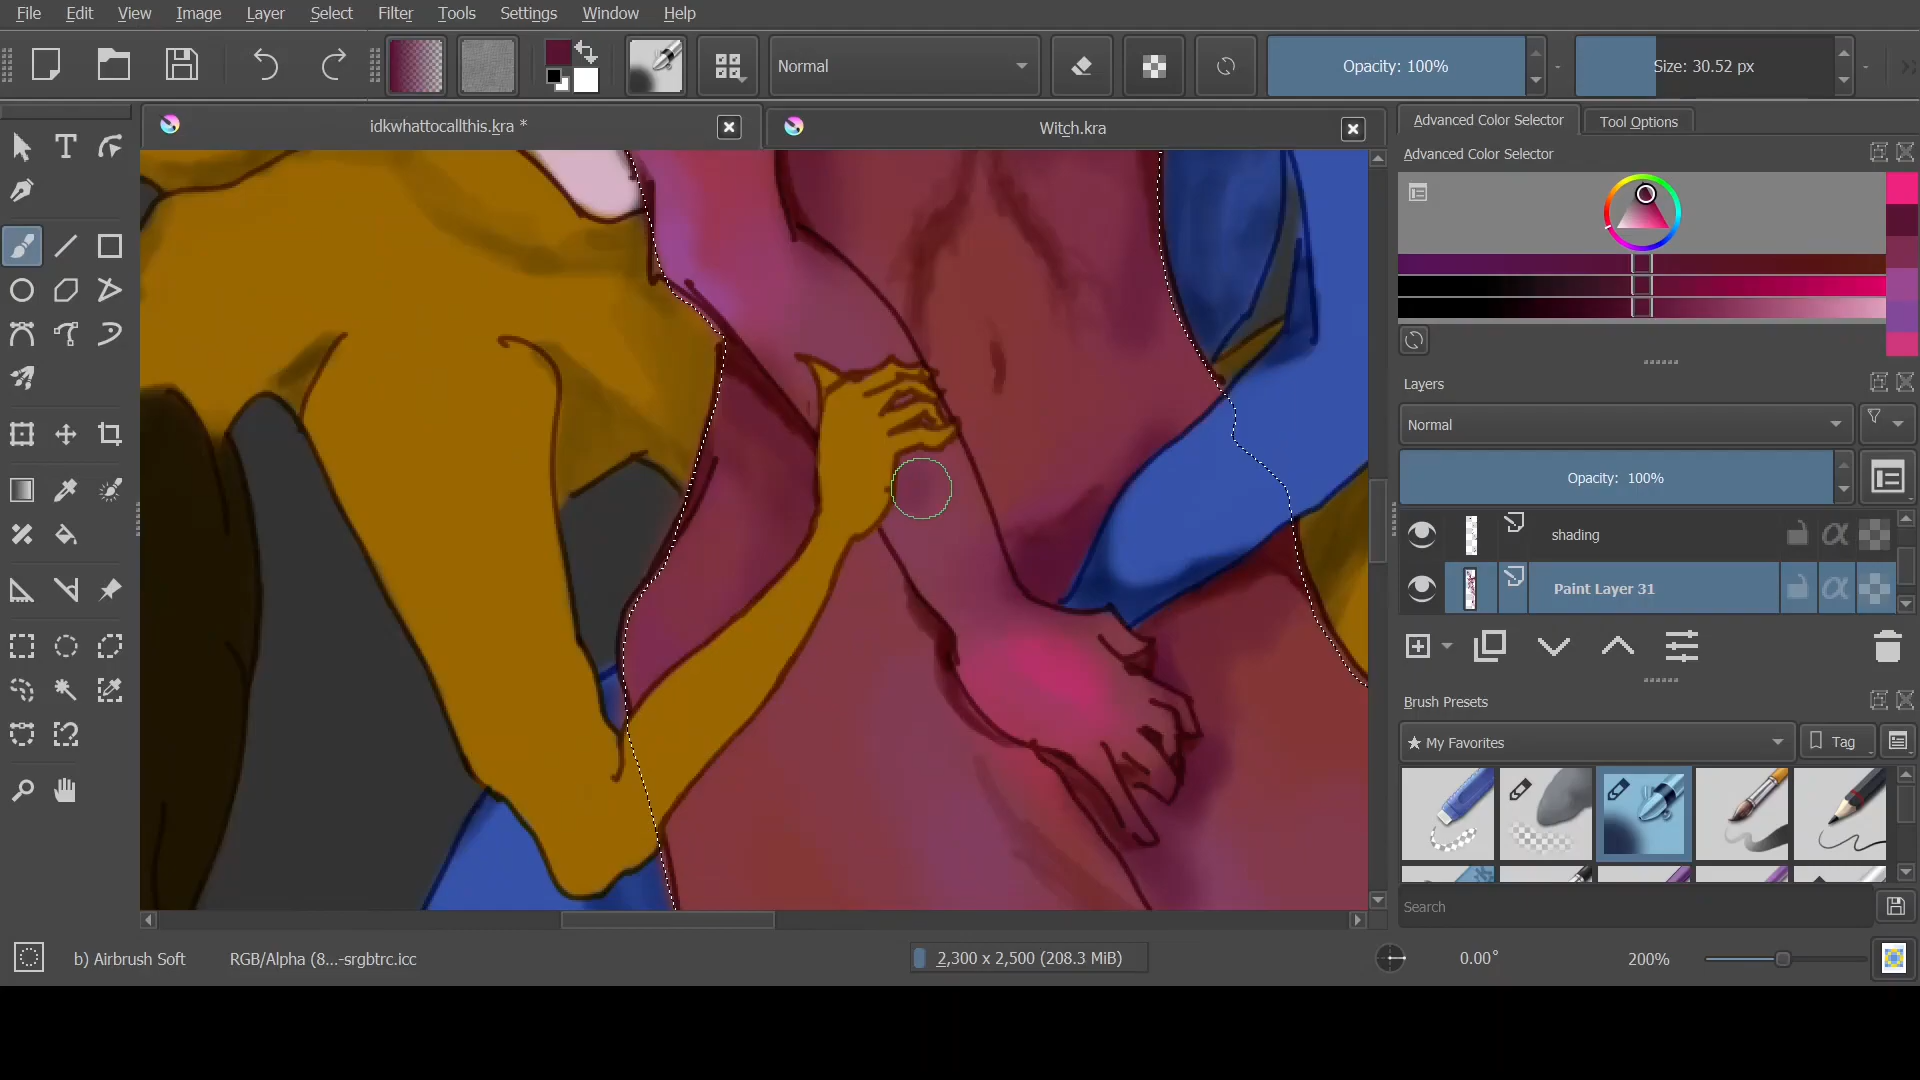 File Edit View Image Layer Select Filter Tools Settings Window Help
Normal
Opacity: 100%
Size: 30.52 px
idkwhattocallthis.kra *
Witch.kra
Advanced Color Selector
Tool Options
Advanced Color Selector
Layers
Normal
Opacity: 100%
shading
Paint Layer 31
Brush Presets
★ My Favorites
Tag
Search
b) Airbrush Soft
RGB/Alpha (8...-srgbtrc.icc
2,300 x 2,500 (208.3 MiB)
0.00°
200%